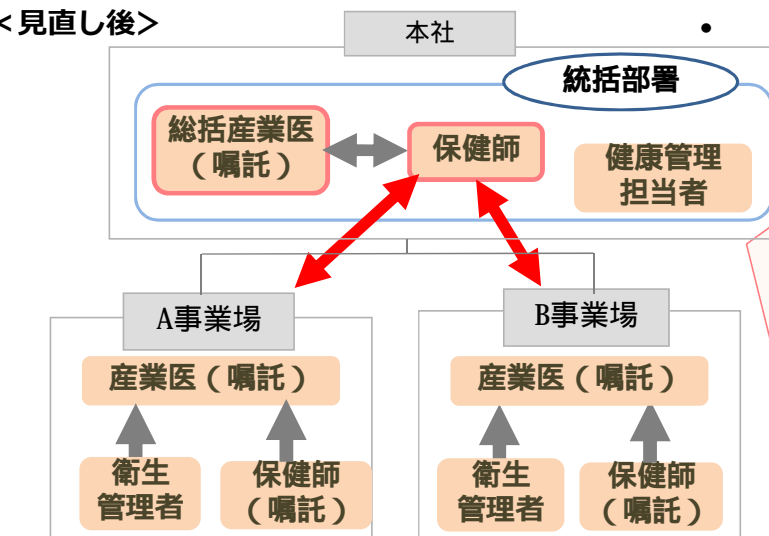 <見直し後>
本社
•
統括部署
総括産業医
（嘱託）
保健師
健康管理
担当者
A事業場
B事業場
産業医（嘱託）
産業医（嘱託）
衛生
管理者
保健師
（嘱託）
衛生
管理者
保健師
（嘱託）